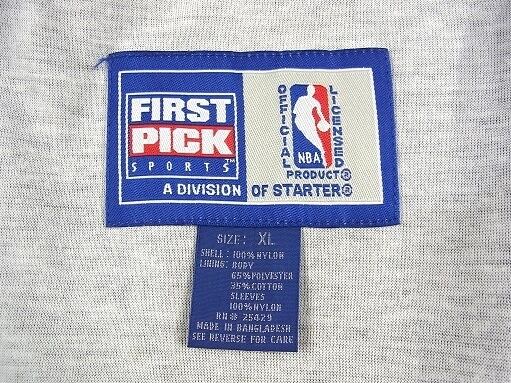 FIRST
PICK
SPORTS™
A DIVISION OF STARTER®
OFFICIAL
LICENSED
NBA
PRODUCT®
SIZE: XL
SHELL: 100% NYLON
LINING: BODY
65% POLYESTER
35% COTTON
SLEEVES
100% NYLON
RN# 25429
MADE IN BANGLADESH
SEE REVERSE FOR CARE